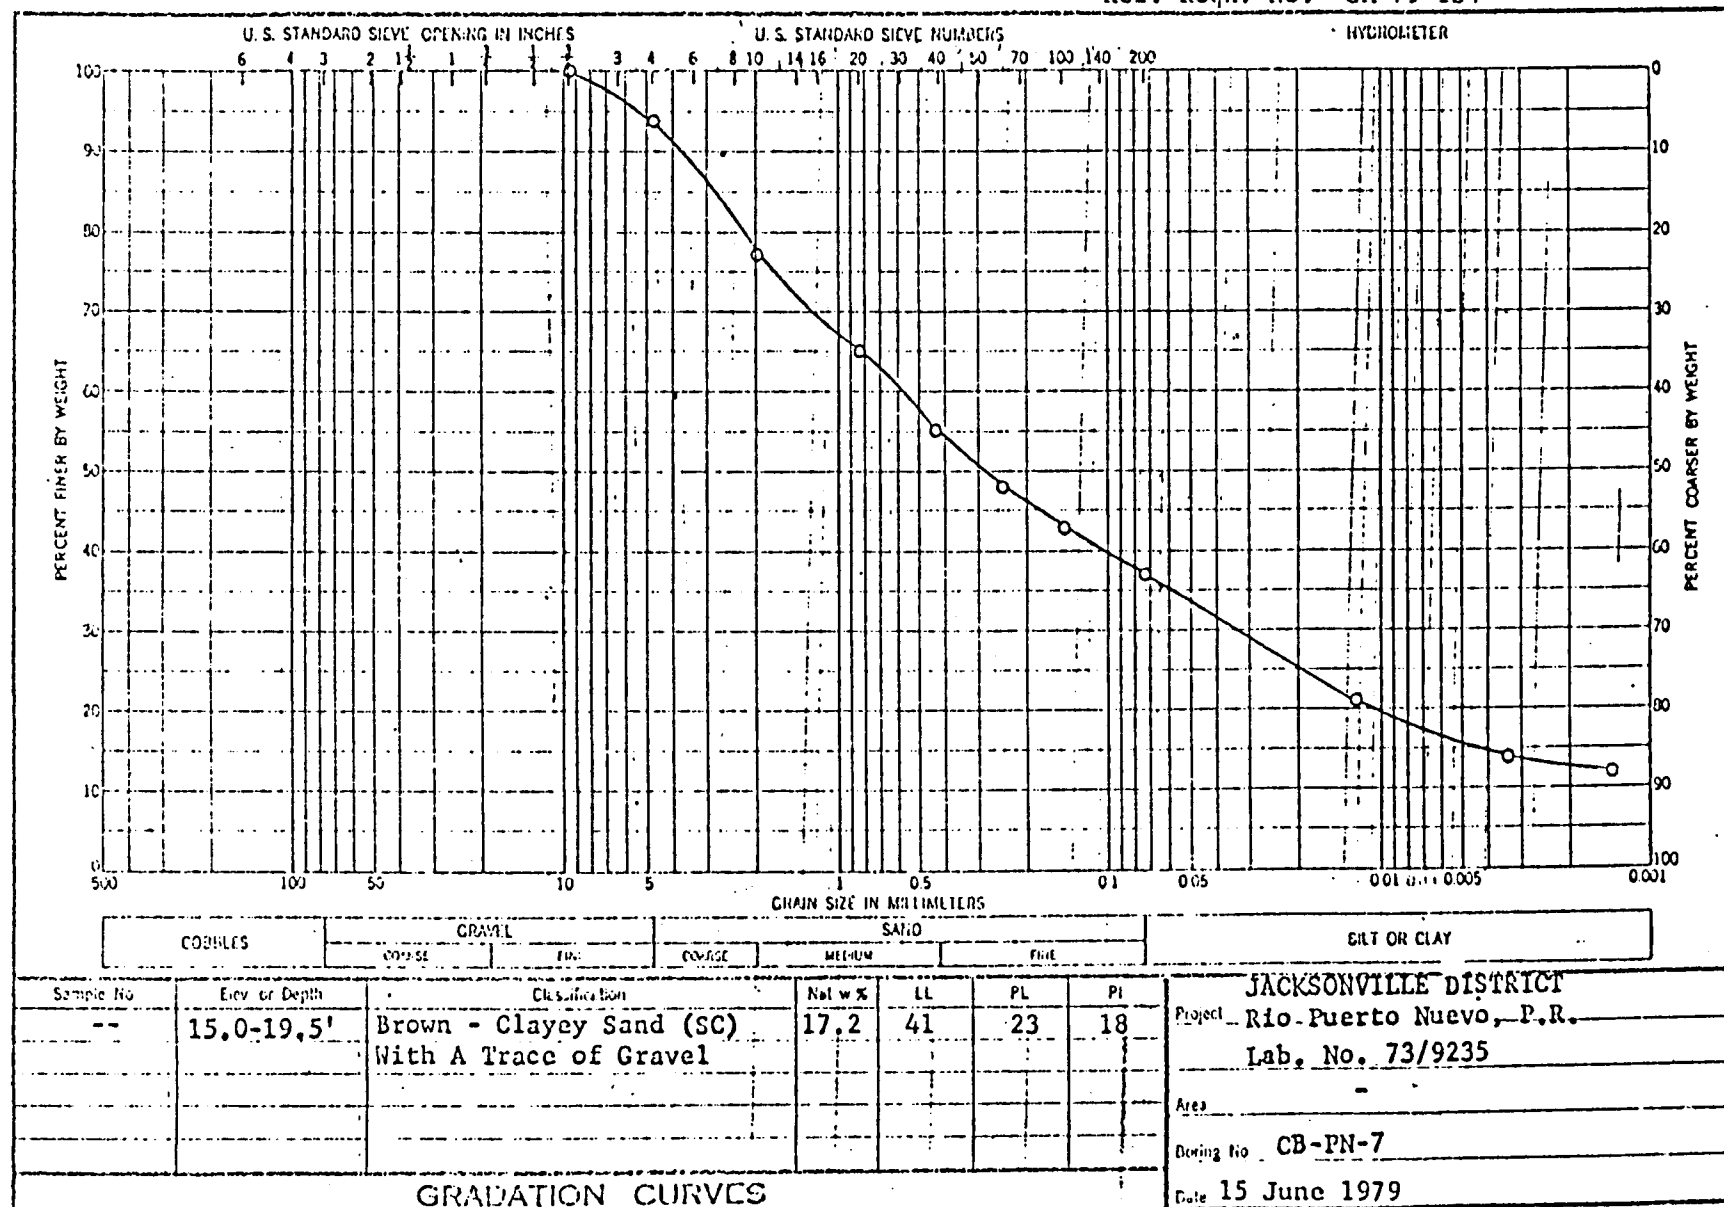 U.S. STANDARD SIEVE OPENING IN INCHES U.S. STANDARD SIEVE NUMBERS HYDROMETER
6 4 3 2 1½ 1 3 4 6 8 10 14 16 20 30 40 50 70 100 140 200
100 0
90 10
80 20
70 30
60 40
50 50
40 60
30 70
20 80
10 90
0 100
PERCENT FINER BY WEIGHT
PERCENT COARSER BY WEIGHT
500 100 50 10 5 1 0.5 0.1 0.05 0.01 0.005 0.001
GRAIN SIZE IN MILLIMETERS
COBBLES GRAVEL SAND SILT OR CLAY
COARSE FINE COARSE MEDIUM FINE
Sample No Elev or Depth Classification Nat w % LL PL PI
-- 15.0-19.5' Brown - Clayey Sand (SC) 17.2 41 23 18
With A Trace of Gravel
JACKSONVILLE DISTRICT
Project Rio Puerto Nuevo, P.R.
Lab. No. 73/9235
Area -
Boring No CB-PN-7
Date 15 June 1979
GRADATION CURVES